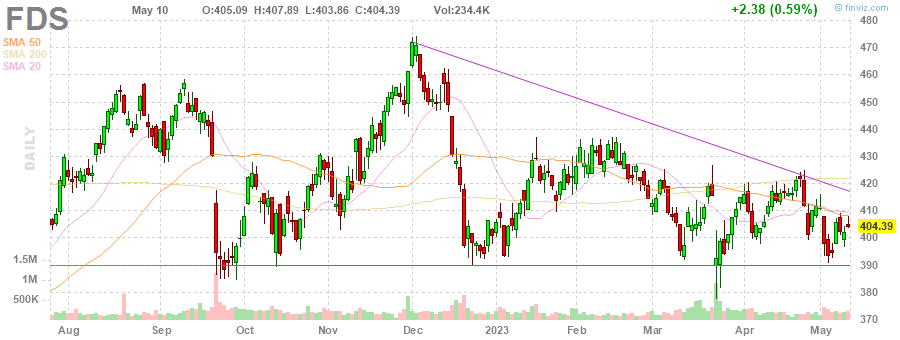 FDS May 10 O:405.09 H:407.89 L:403.86 C:404.39 Vol:234.4K +2.38 (0.59%) © finviz.com
SMA 50
SMA 200
SMA 20
DAILY
480
470
460
450
440
430
420
410
404.39
400
390
380
370
1.5M
1M
500K
Aug Sep Oct Nov Dec 2023 Feb Mar Apr May